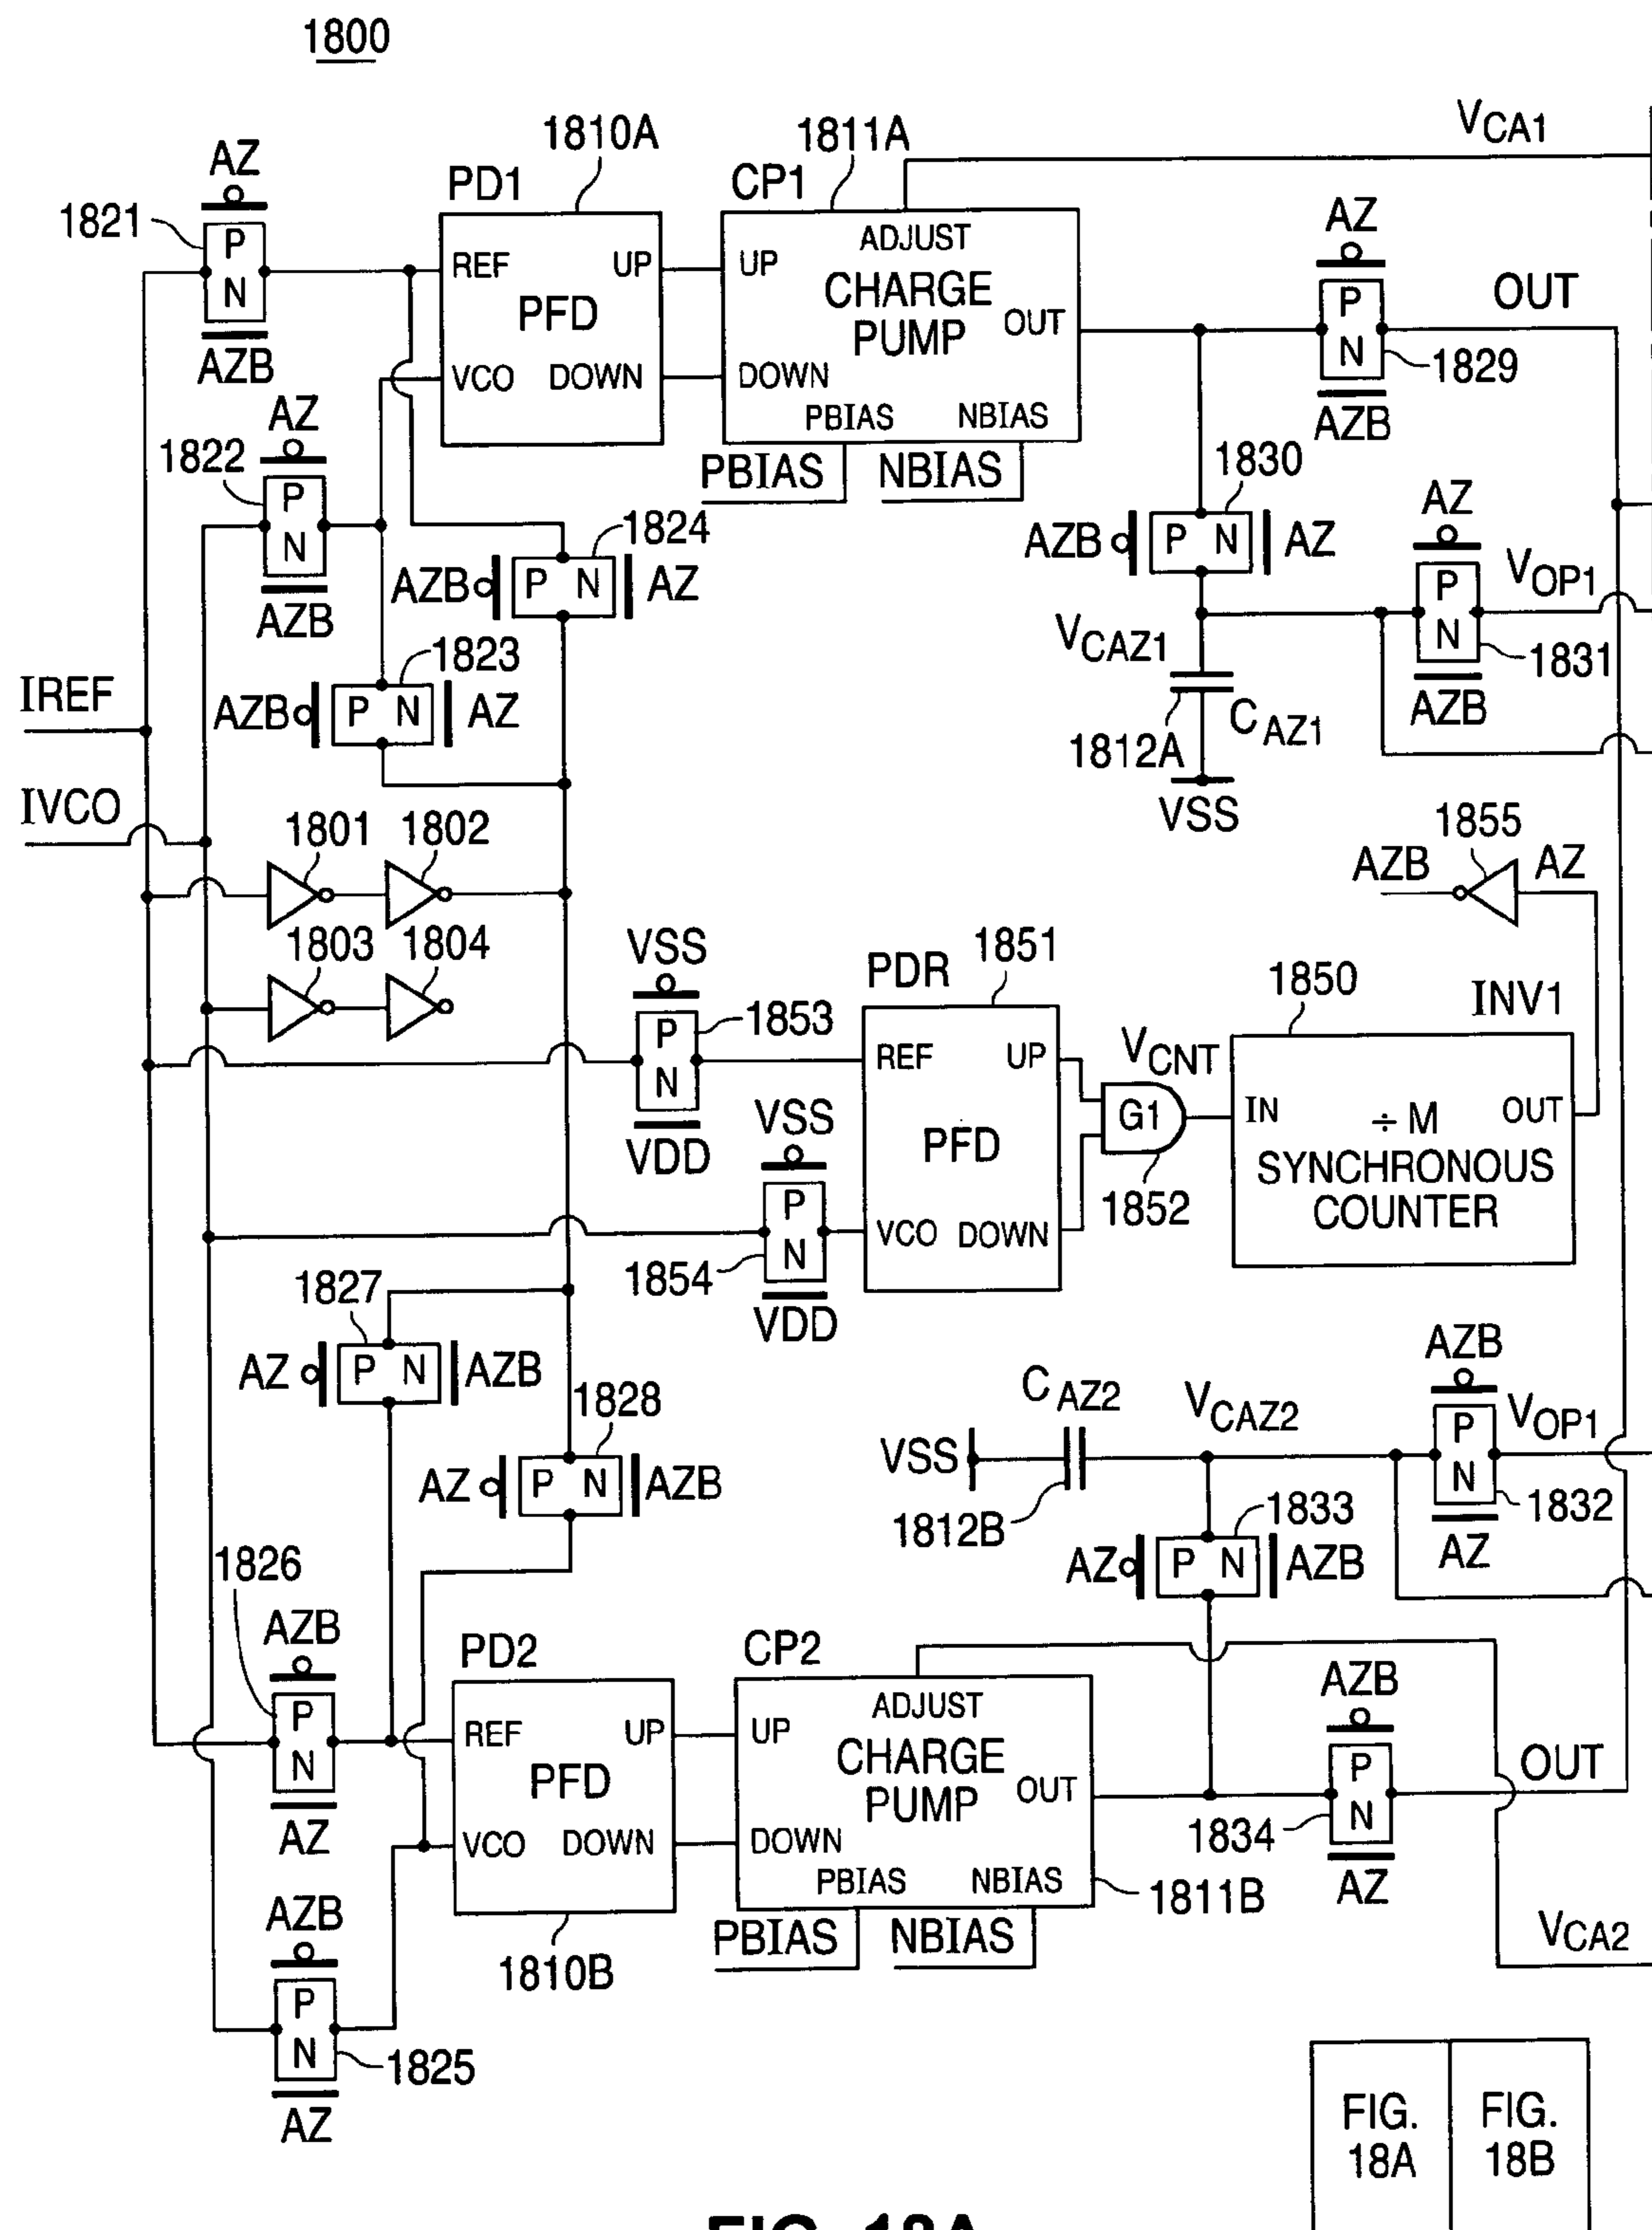 1800
AZ
1821
P
N
AZB
PD1
1810A
REF
UP
PFD
VCO
DOWN
CP1
1811A
ADJUST
UP
CHARGE
PUMP
OUT
DOWN
PBIAS
NBIAS
PBIAS
NBIAS
VCA1
AZ
P
N
AZB
OUT
1829
AZ
1822
P
N
AZB
1824
AZB
P N
AZ
1823
AZB
P N
AZ
1830
AZB
P N
AZ
AZ
P
N
AZB
VOP1
1831
VCAZ1
CAZ1
1812A
VSS
IREF
IVCO
1801
1802
1803
1804
1855
AZB
AZ
VSS
P
N
VDD
1853
VSS
P
N
VDD
1854
PDR
1851
REF
UP
PFD
VCO
DOWN
VCNT
G1
1852
1850
INV1
IN
OUT
÷ M
SYNCHRONOUS
COUNTER
1827
AZ
P N
AZB
1828
AZ
P N
AZB
CAZ2
VCAZ2
VSS
1812B
AZB
P
N
AZ
VOP1
1832
1833
AZ
P N
AZB
1826
AZB
P
N
AZ
PD2
REF
UP
PFD
VCO
DOWN
1810B
CP2
ADJUST
UP
CHARGE
PUMP
OUT
DOWN
PBIAS
NBIAS
1811B
PBIAS
NBIAS
AZB
P
N
AZ
1834
OUT
VCA2
AZB
P
N
AZ
1825
FIG.
18A
FIG.
18B
FIG. 18A